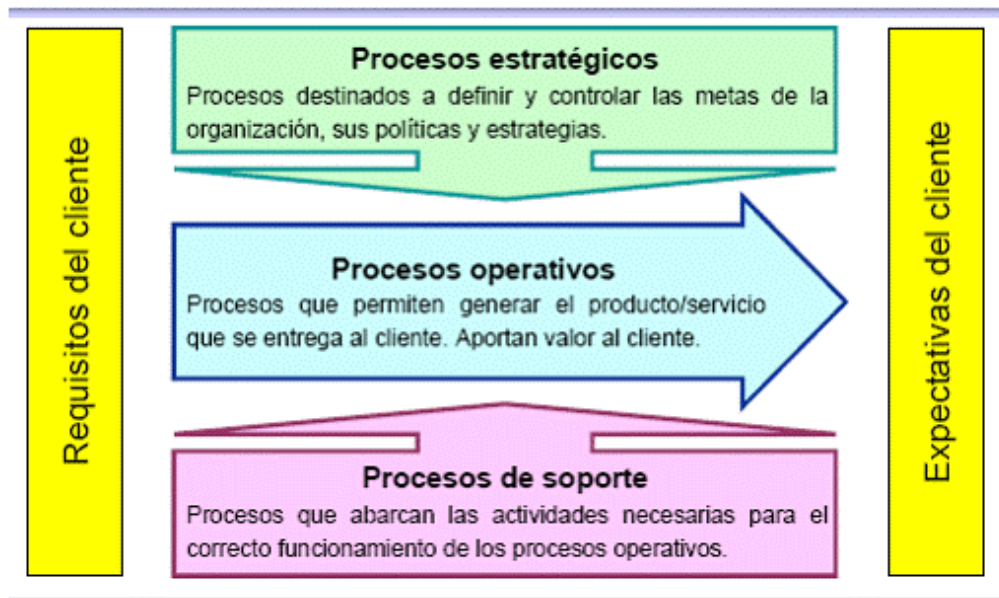 Requisitos del cliente
Procesos estratégicos
Procesos destinados a definir y controlar las metas de la
organización, sus políticas y estrategias.
Procesos operativos
Procesos que permiten generar el producto/servicio
que se entrega al cliente. Aportan valor al cliente.
Procesos de soporte
Procesos que abarcan las actividades necesarias para el
correcto funcionamiento de los procesos operativos.
Expectativas del cliente